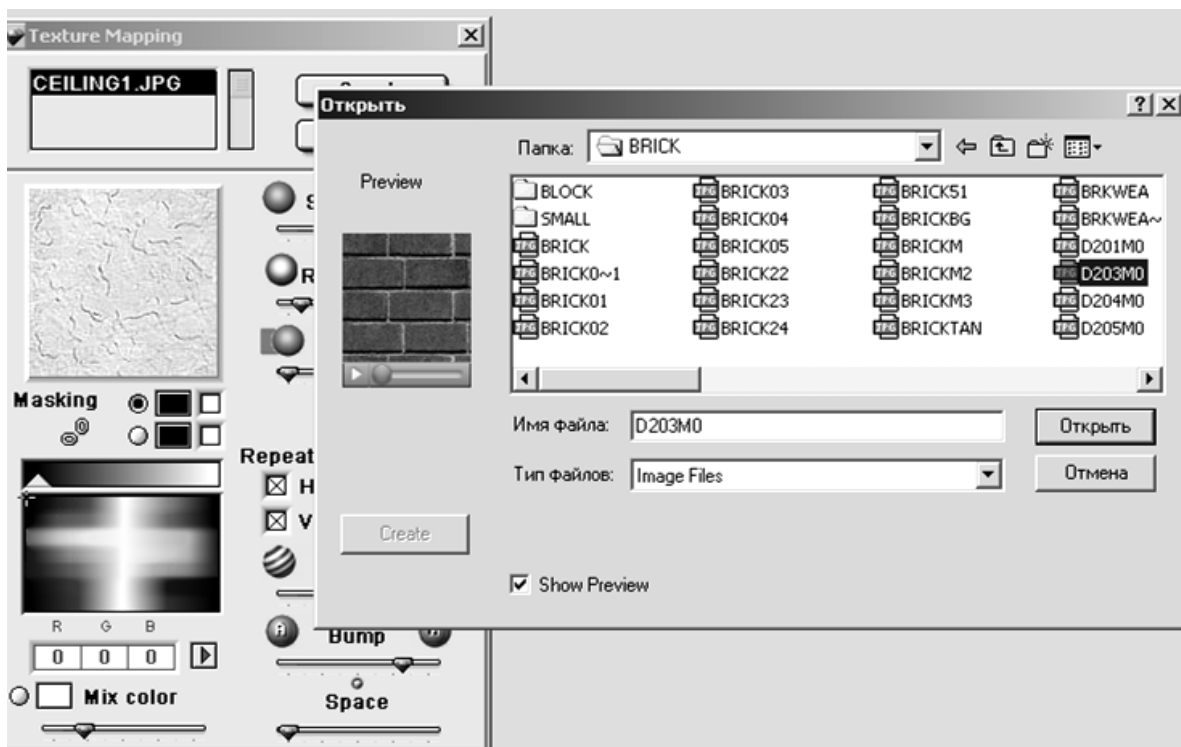 Texture Mapping
CEILING1.JPG
Открыть
Папка: BRICK
Preview
BLOCK BRICK03 BRICK51 BRKWEA
SMALL BRICK04 BRICKBG BRKWEA~
BRICK BRICK05 BRICKM D201M0
BRICK0~1 BRICK22 BRICKM2 D203M0
BRICK01 BRICK23 BRICKM3 D204M0
BRICK02 BRICK24 BRICKTAN D205M0
Имя файла: D203M0 Открыть
Тип файлов: Image Files Отмена
Create
Show Preview
Masking
Repeat
H
V
R G B
0 0 0
Bump
Mix color
Space